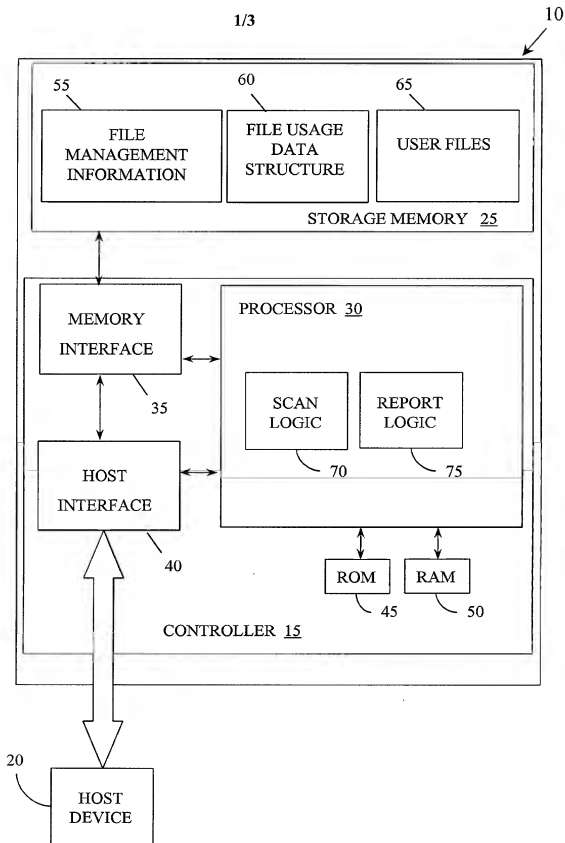 1/3
10
55
FILE
MANAGEMENT
INFORMATION
60
FILE USAGE
DATA
STRUCTURE
65
USER FILES
STORAGE MEMORY 25
MEMORY
INTERFACE
35
PROCESSOR 30
SCAN
LOGIC
70
REPORT
LOGIC
75
HOST
INTERFACE
40
ROM
45
RAM
50
CONTROLLER 15
20
HOST
DEVICE